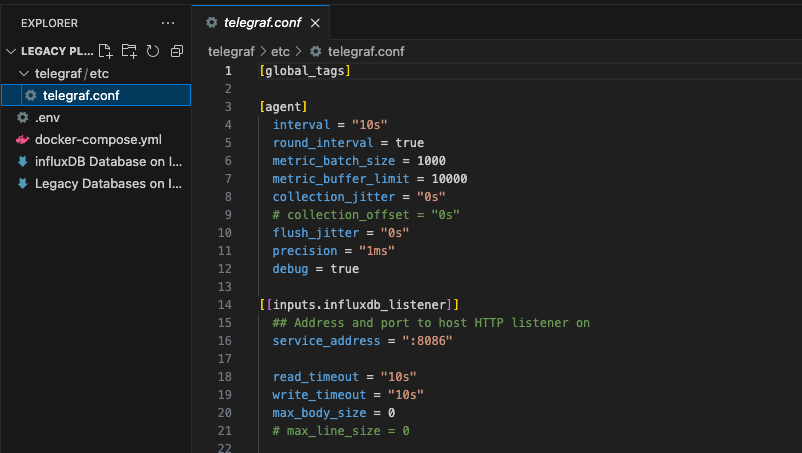 EXPLORER ...
telegraf.conf ×
LEGACY PL...
telegraf > etc > telegraf.conf
telegraf / etc
telegraf.conf
.env
docker-compose.yml
influxDB Database on I...
Legacy Databases on I...
1 [global_tags]
2
3 [agent]
4 interval = "10s"
5 round_interval = true
6 metric_batch_size = 1000
7 metric_buffer_limit = 10000
8 collection_jitter = "0s"
9 # collection_offset = "0s"
10 flush_jitter = "0s"
11 precision = "1ms"
12 debug = true
13
14 [[inputs.influxdb_listener]]
15 ## Address and port to host HTTP listener on
16 service_address = ":8086"
17
18 read_timeout = "10s"
19 write_timeout = "10s"
20 max_body_size = 0
21 # max_line_size = 0
22